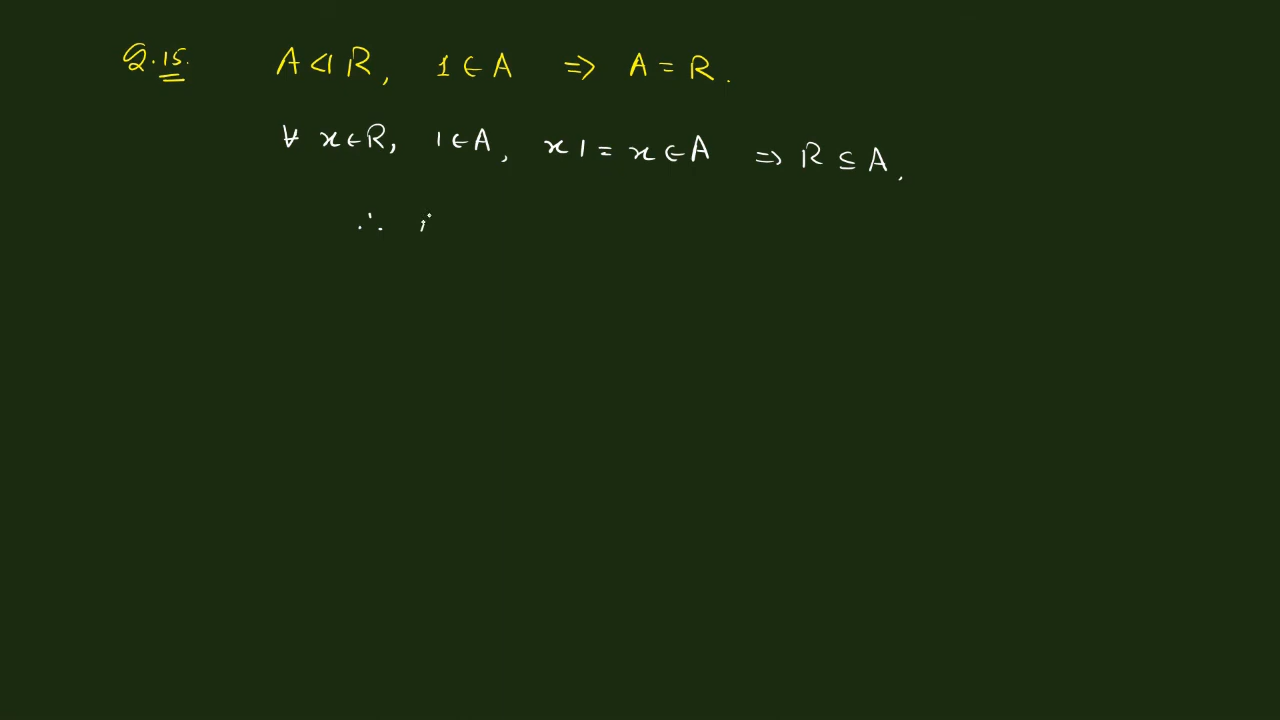 Q.15. A ⊲ R, 1 ∈ A ⇒ A = R.
∀ x ∈ R, 1 ∈ A, x1 = x ∈ A ⇒ R ⊆ A.
∴